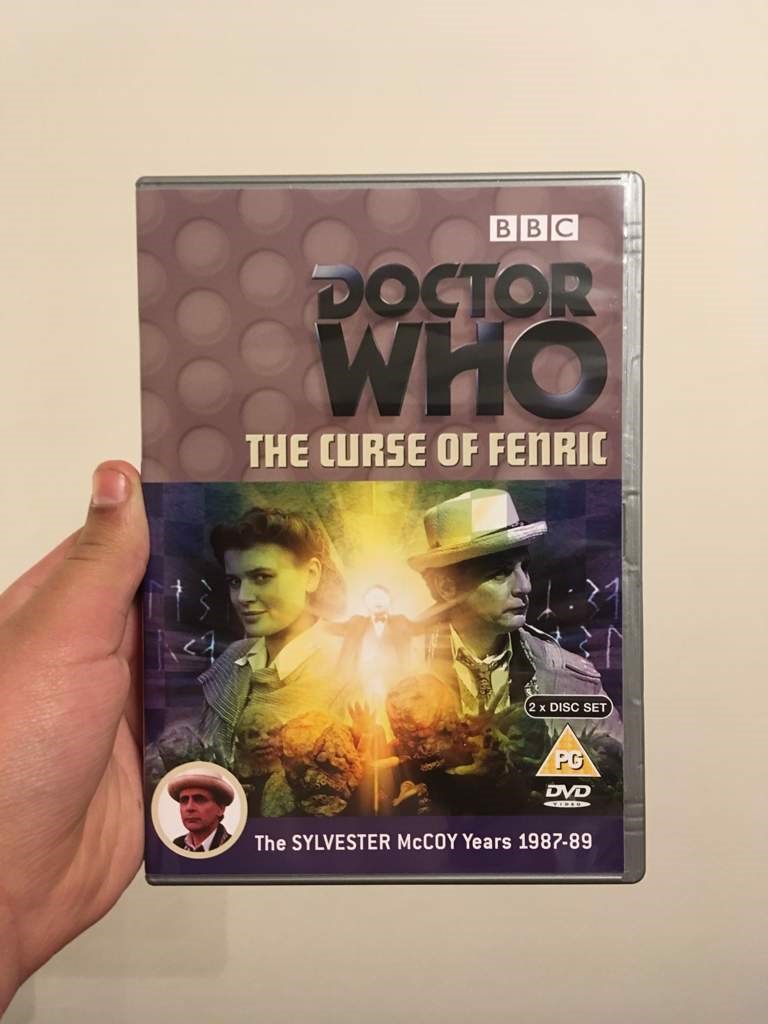 BBC
DOCTOR
WHO
THE CURSE OF FENRIC
2 x DISC SET
PG
DVD
VIDEO
The SYLVESTER McCOY Years 1987-89